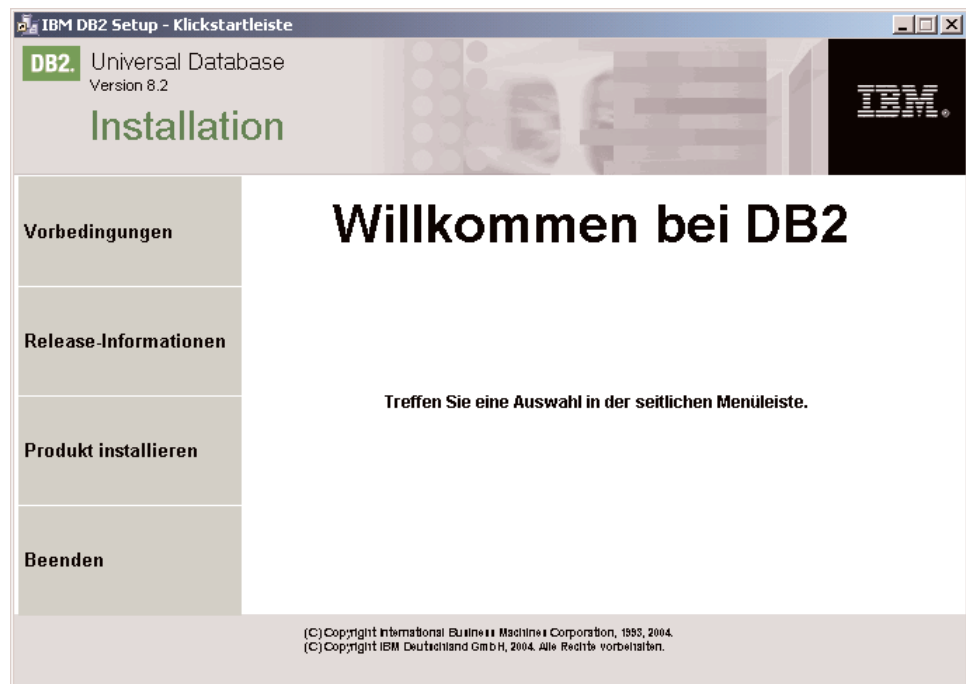 IBM DB2 Setup - Klickstartleiste
DB2. Universal Database
Version 8.2
Installation
IBM®
Vorbedingungen
Willkommen bei DB2
Release-Informationen
Treffen Sie eine Auswahl in der seitlichen Menüleiste.
Produkt installieren
Beenden
(C) Copyright International Business Machines Corporation, 1993, 2004.
(C) Copyright IBM Deutschland GmbH, 2004. Alle Rechte vorbehalten.